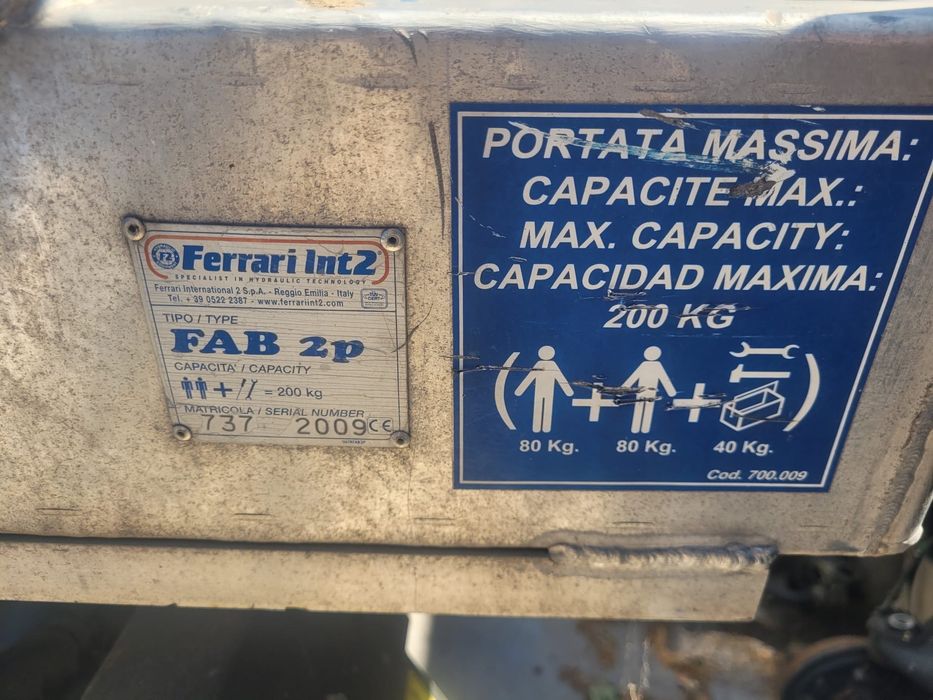 FZ
Ferrari Int2
SPECIALIST IN HYDRAULIC TECHNOLOGY
Ferrari International 2 S.p.A. - Reggio Emilia - Italy
Tel. + 39 0522 2387 - www.ferrariint2.com
TIPO / TYPE
FAB 2p
CAPACITA' / CAPACITY
+ = 200 kg
MATRICOLA / SERIAL NUMBER
737 2009 CE
PORTATA MASSIMA:
CAPACITE MAX.:
MAX. CAPACITY:
CAPACIDAD MAXIMA:
200 KG
( + + )
80 Kg. 80 Kg. 40 Kg.
Cod. 700.009